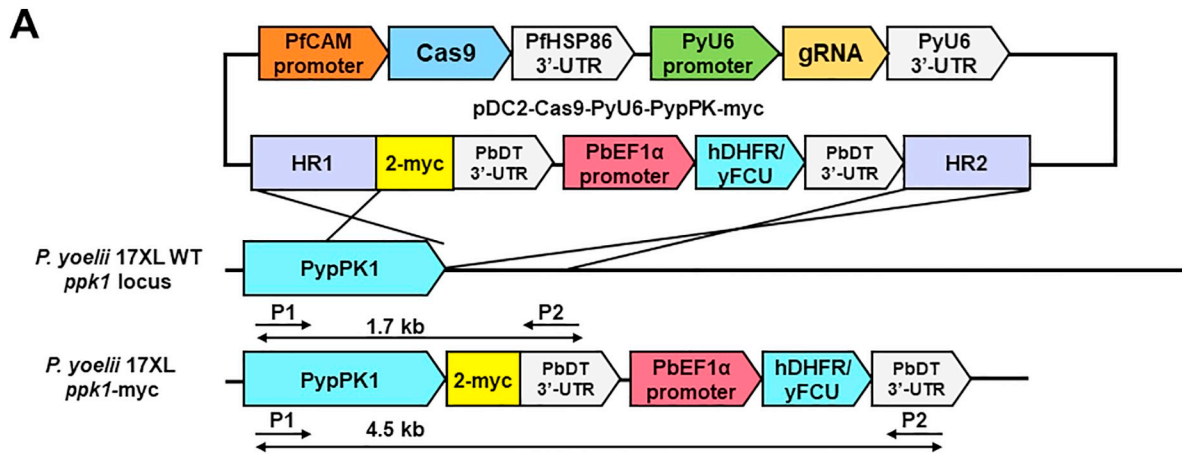 A
PfCAM promoter
Cas9
PfHSP86 3’-UTR
PyU6 promoter
gRNA
PyU6 3’-UTR
pDC2-Cas9-PyU6-PypPK-myc
HR1
2-myc
PbDT 3’-UTR
PbEF1α promoter
hDHFR/ yFCU
PbDT 3’-UTR
HR2
P. yoelii 17XL WT
ppk1 locus
PypPK1
P1
1.7 kb
P2
P. yoelii 17XL
ppk1-myc
PypPK1
2-myc
PbDT 3’-UTR
PbEF1α promoter
hDHFR/ yFCU
PbDT 3’-UTR
P1
4.5 kb
P2